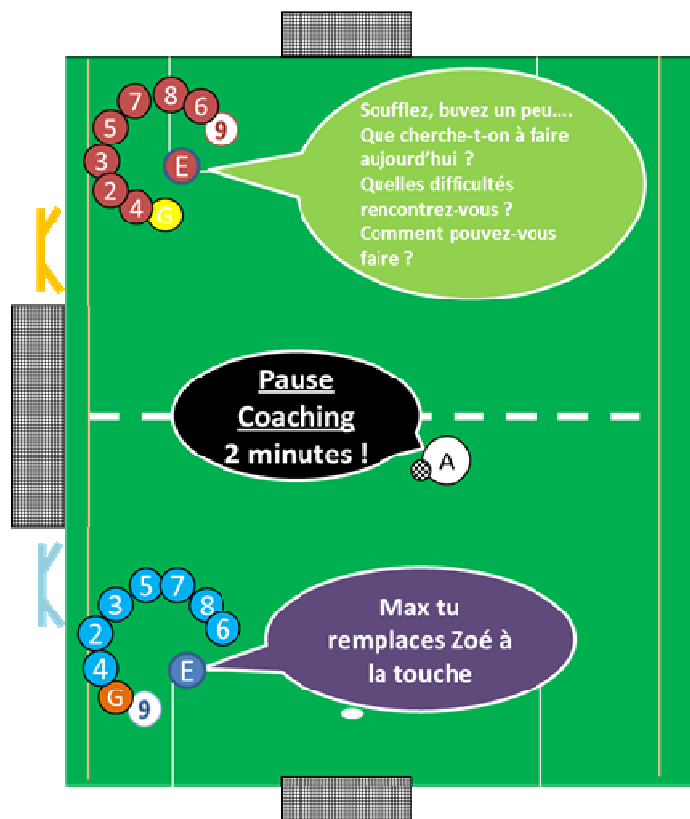 8
7
6
5
9
3
E
2
4
G
Soufflez, buvez un peu....
Que cherche-t-on à faire
aujourd'hui ?
Quelles difficultés
rencontrez-vous ?
Comment pouvez-vous
faire ?
Pause
Coaching
2 minutes !
A
5
7
3
8
2
6
4
E
G
9
Max tu
remplaces Zoé à
la touche